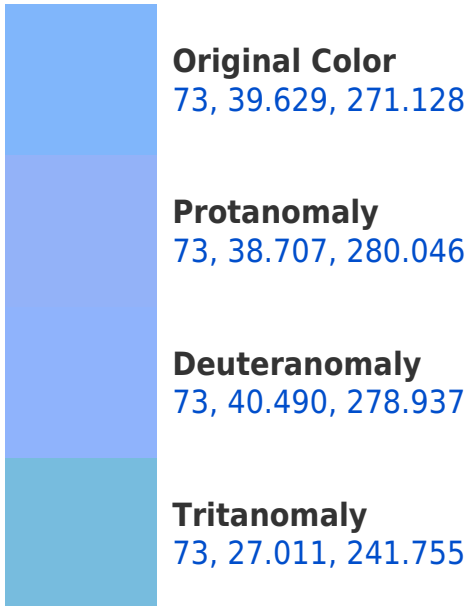 Original Color
73, 39.629, 271.128
Protanomaly
73, 38.707, 280.046
Deuteranomaly
73, 40.490, 278.937
Tritanomaly
73, 27.011, 241.755